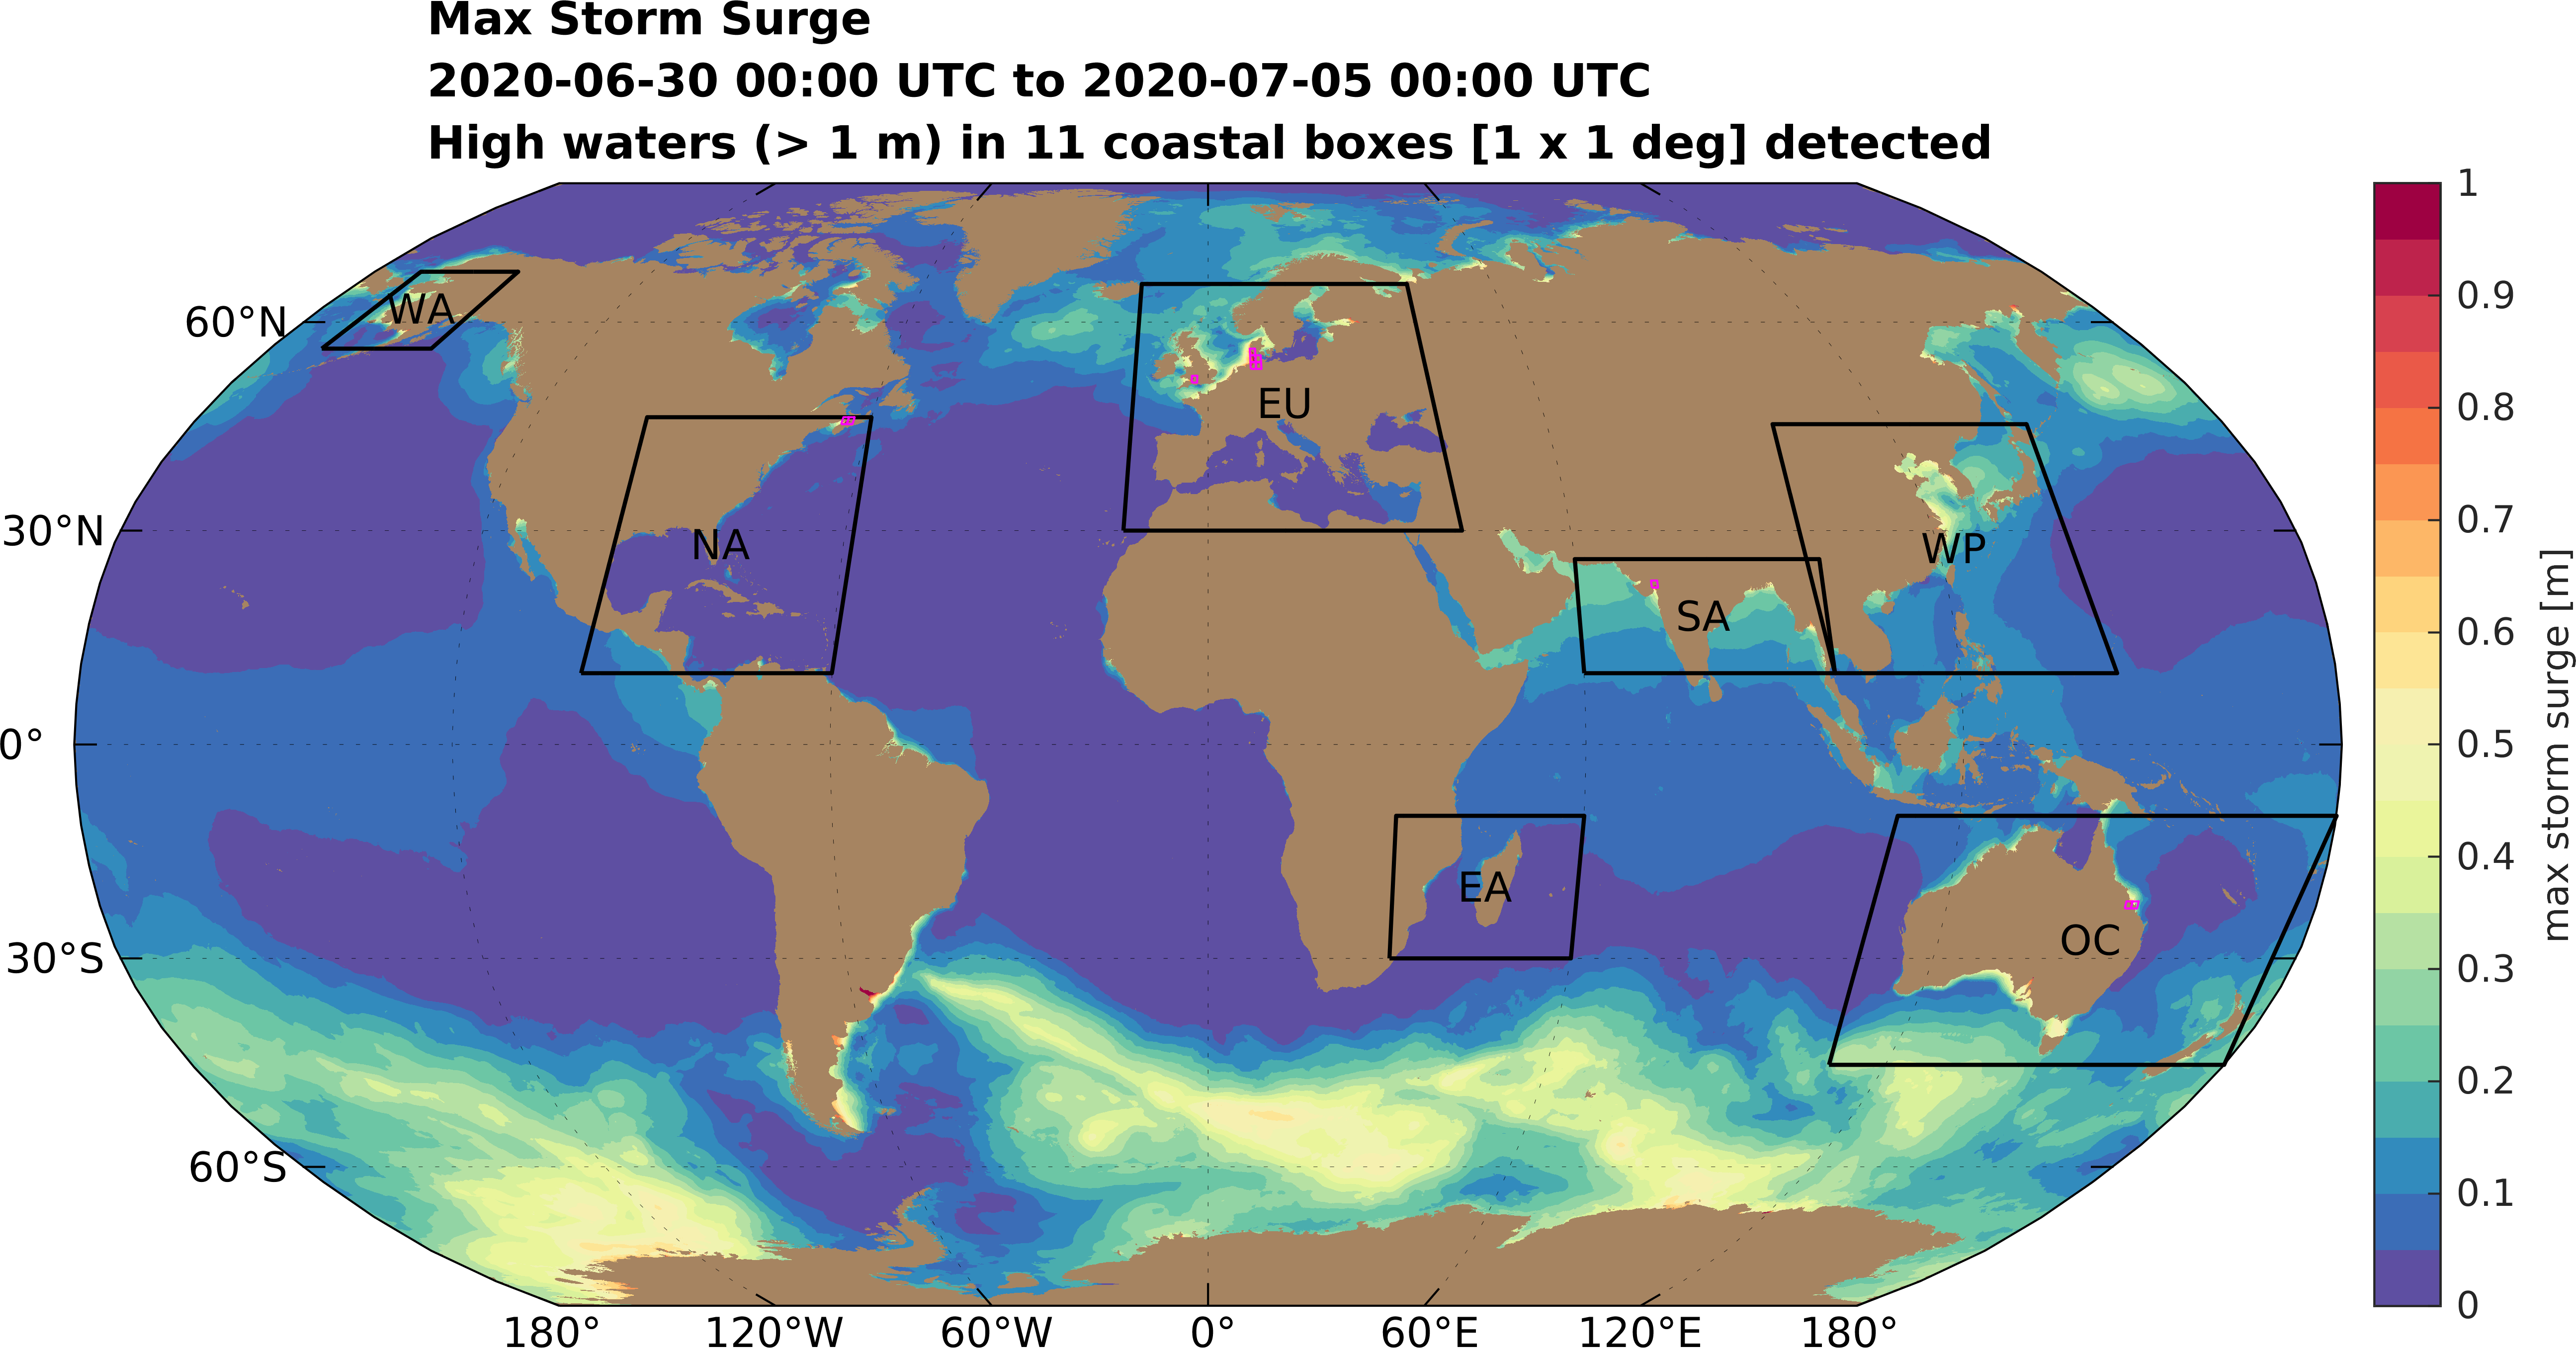 Max Storm Surge
2020-06-30 00:00 UTC to 2020-07-05 00:00 UTC
High waters (> 1 m) in 11 coastal boxes [1 x 1 deg] detected
60°N
30°N
0°
30°S
60°S
180°
120°W
60°W
0°
60°E
120°E
180°
WA
NA
EU
SA
WP
EA
OC
1
0.9
0.8
0.7
0.6
0.5
0.4
0.3
0.2
0.1
0
max storm surge [m]